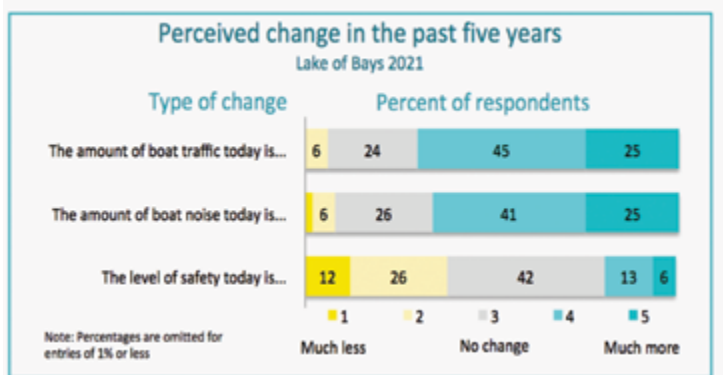 Perceived change in the past five years
Lake of Bays 2021
Type of change
Percent of respondents
The amount of boat traffic today is...
6 24 45 25
The amount of boat noise today is...
6 26 41 25
The level of safety today is...
12 26 42 13 6
1 2 3 4 5
Much less No change Much more
Note: Percentages are omitted for
entries of 1% or less